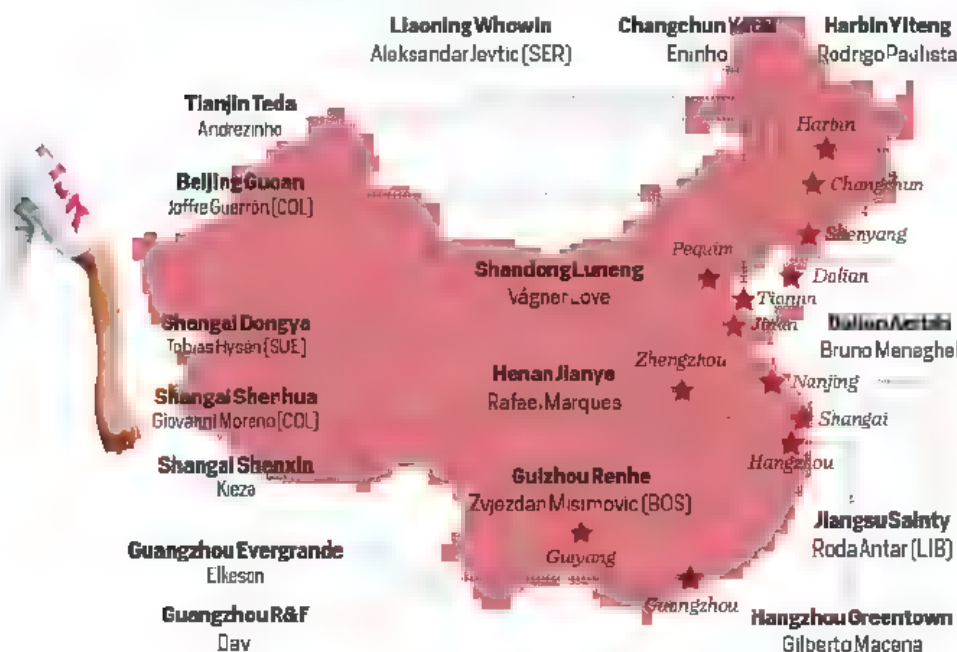 Liaoning Whowin
Aleksandar Jevtic (SER)
Changchun
Eninho
Harbin Yiteng
Rodrigo Paulista
Tianjin Teda
Andrezinho
Beijing Guoan
Joffre Guerrón (COL)
Harbin
Changchun
Shenyang
Pequim
Dalian
Tianjin
Jinan
Shandong Luneng
Vágner Love
Shangai Dongya
Tobias Hysén (SUE)
Bruno Meneghel
Zhengzhou
Henan Jianye
Rafael Marques
Nanjing
Shangai
Hangzhou
Shangai Shenhua
Giovanni Moreno (COL)
Shangai Shenxin
Kieza
Guizhou Renhe
Zvjezdan Misimovic (BOS)
Guiyang
Jiangsu Sainty
Roda Antar (LIB)
Guangzhou Evergrande
Elkeson
Guangzhou
Guangzhou R&F
Davi
Hangzhou Greentown
Gilberto Macena